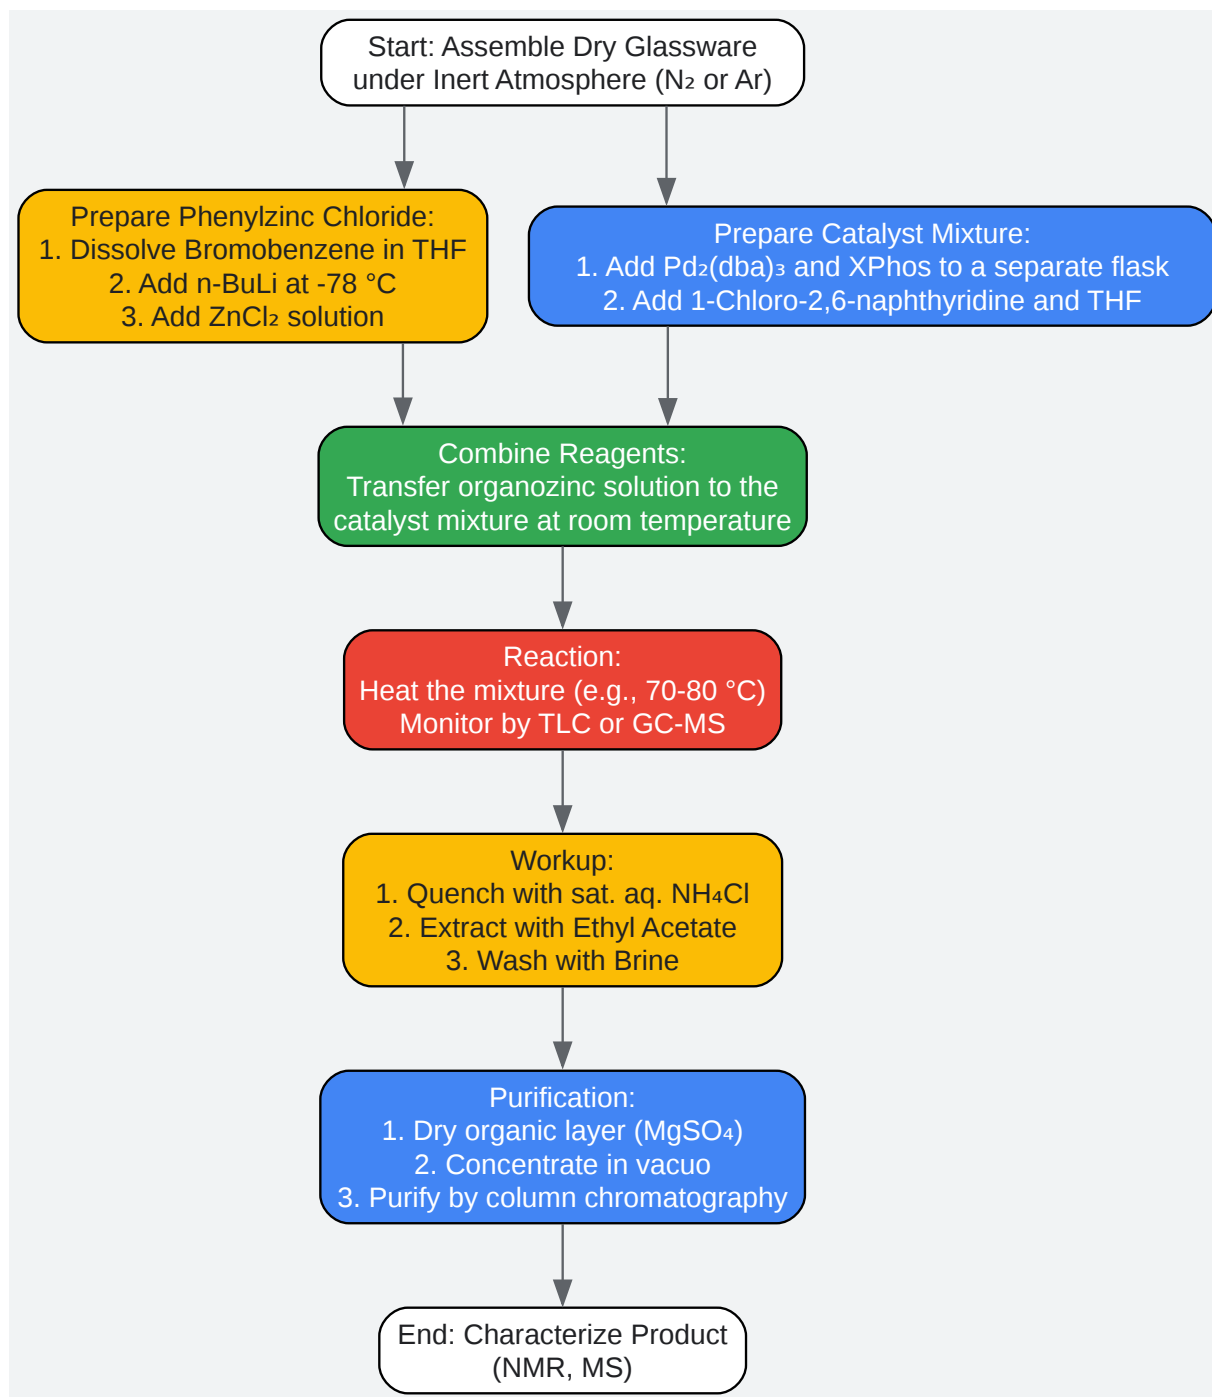 Start: Assemble Dry Glassware
under Inert Atmosphere (N₂ or Ar)
Prepare Phenylzinc Chloride:
1. Dissolve Bromobenzene in THF
2. Add n-BuLi at -78 °C
3. Add ZnCl₂ solution
Prepare Catalyst Mixture:
1. Add Pd₂(dba)₃ and XPhos to a separate flask
2. Add 1-Chloro-2,6-naphthyridine and THF
Combine Reagents:
Transfer organozinc solution to the
catalyst mixture at room temperature
Reaction:
Heat the mixture (e.g., 70-80 °C)
Monitor by TLC or GC-MS
Workup:
1. Quench with sat. aq. NH₄Cl
2. Extract with Ethyl Acetate
3. Wash with Brine
Purification:
1. Dry organic layer (MgSO₄)
2. Concentrate in vacuo
3. Purify by column chromatography
End: Characterize Product
(NMR, MS)